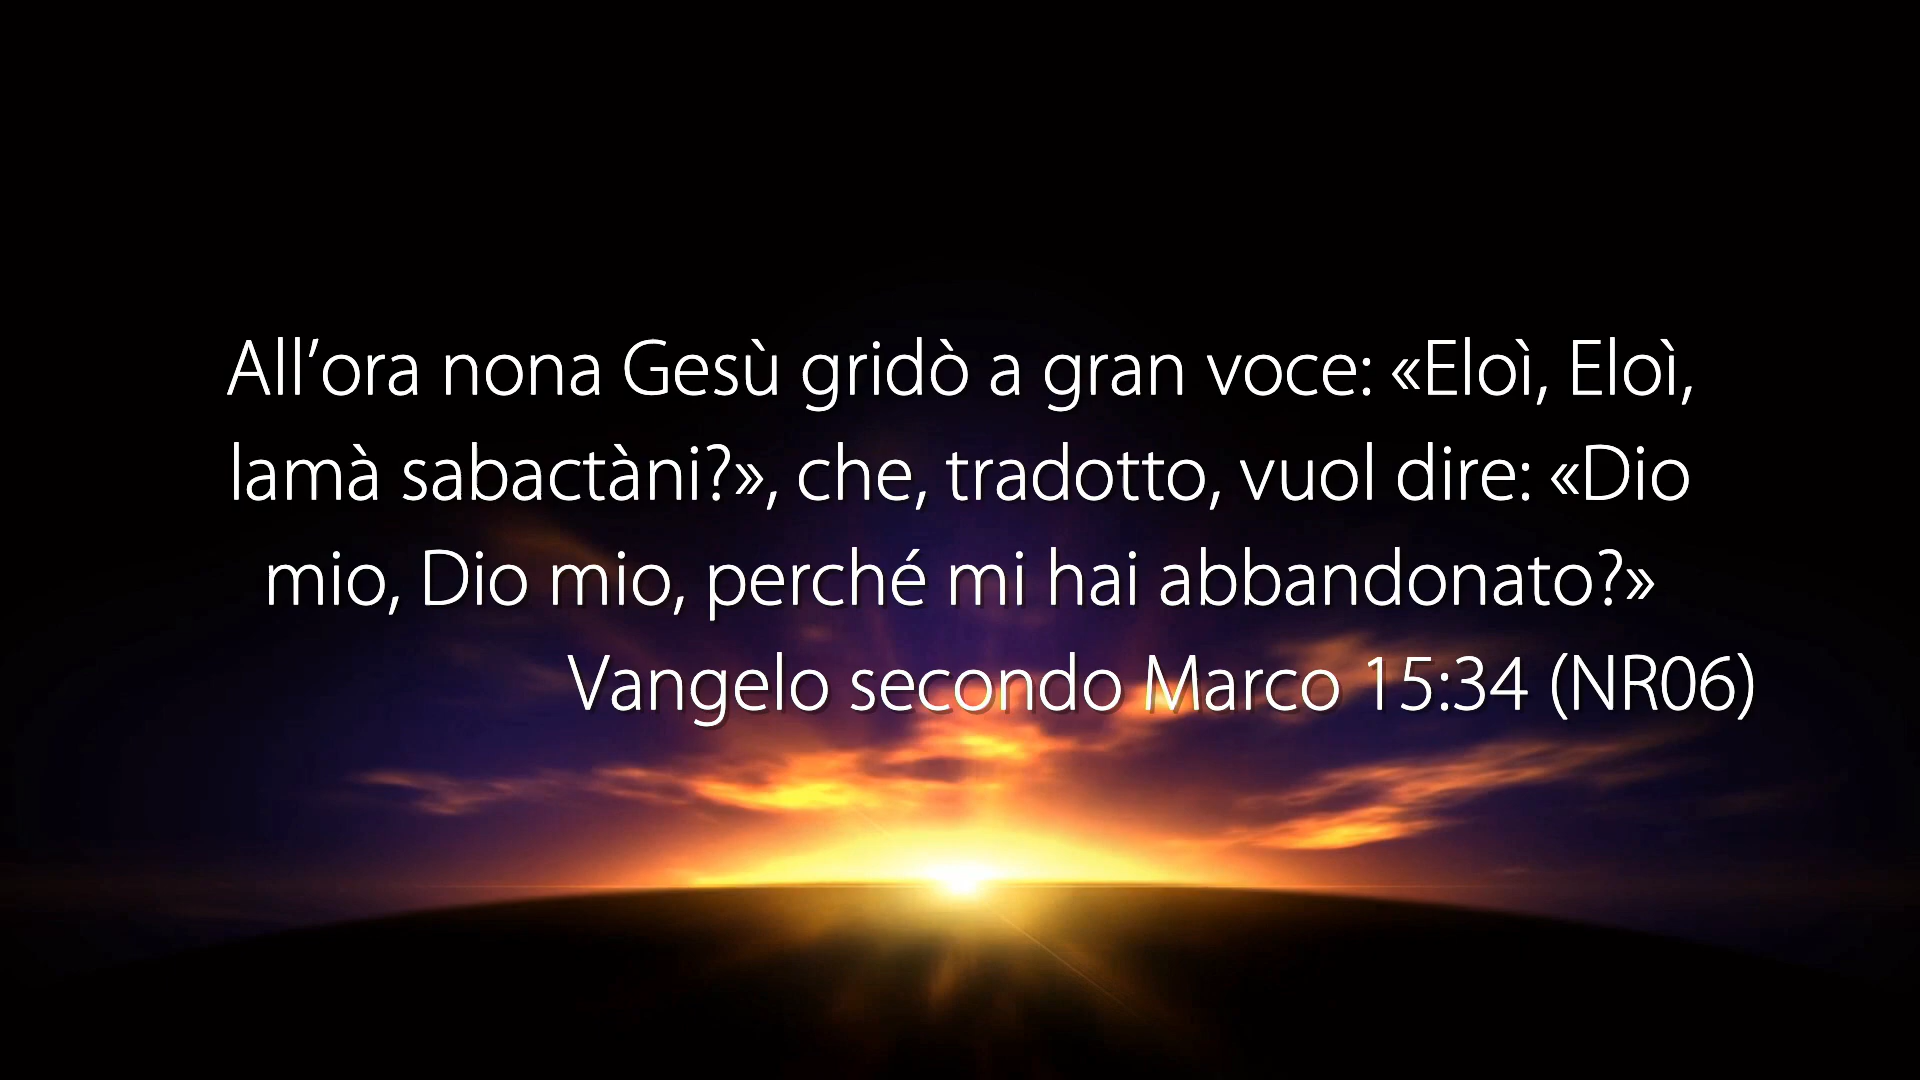 All’ora nona Gesù gridò a gran voce: «Eloì, Eloì,
lamà sabactàni?», che, tradotto, vuol dire: «Dio
mio, Dio mio, perché mi hai abbandonato?»
Vangelo secondo Marco 15:34 (NR06)